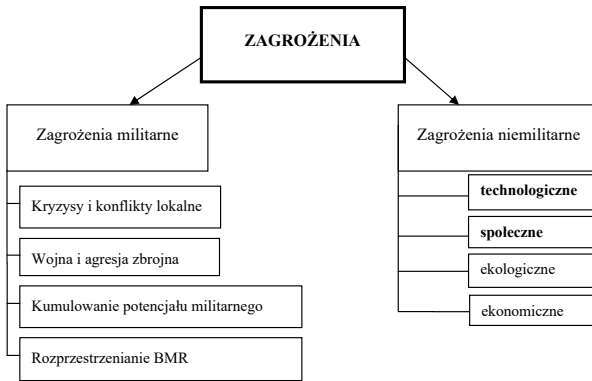 ZAGROŻENIA
Zagrożenia militarne
Kryzysy i konflikty lokalne
Wojna i agresja zbrojna
Kumulowanie potencjału militarnego
Rozprzestrzenianie BMR
Zagrożenia niemilitarne
technologiczne
społeczne
ekologiczne
ekonomiczne